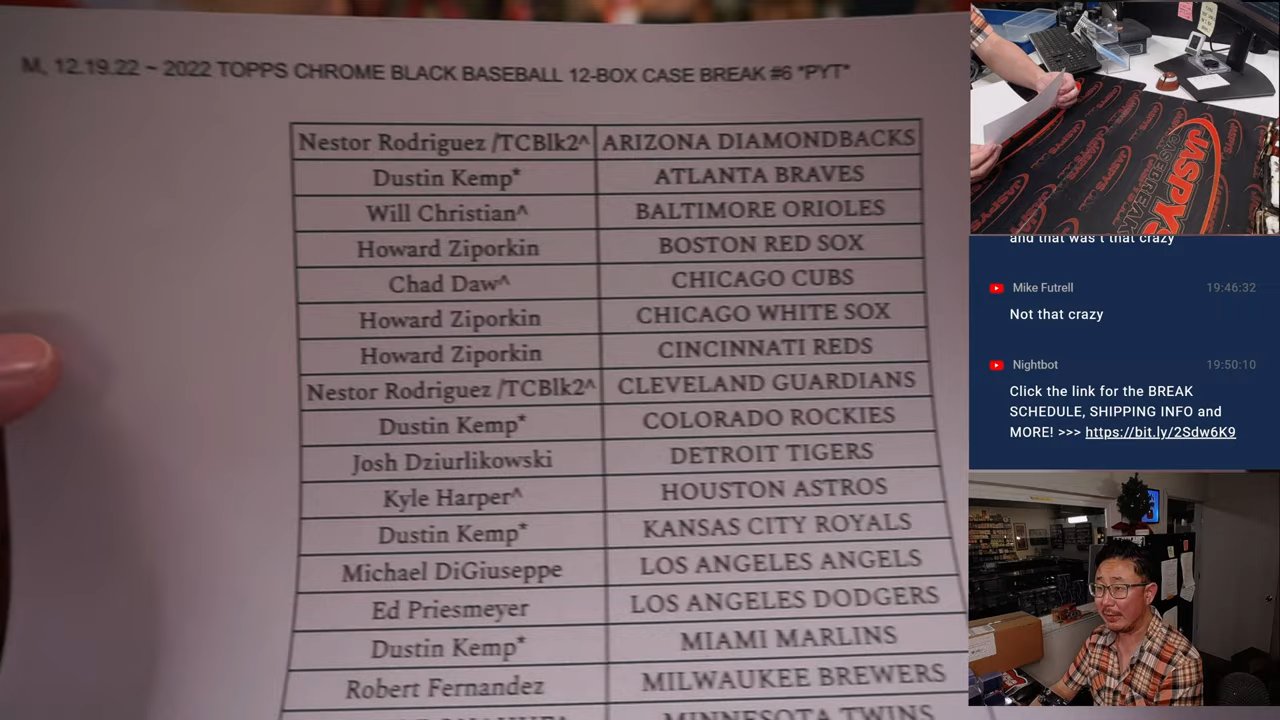 M, 12.19.22 ~ 2022 TOPPS CHROME BLACK BASEBALL 12-BOX CASE BREAK #6 *PYT*
Nestor Rodriguez /TCBlk2^ ARIZONA DIAMONDBACKS
Dustin Kemp* ATLANTA BRAVES
Will Christian^ BALTIMORE ORIOLES
Howard Ziporkin BOSTON RED SOX
Chad Daw^ CHICAGO CUBS
Howard Ziporkin CHICAGO WHITE SOX
Howard Ziporkin CINCINNATI REDS
Nestor Rodriguez /TCBlk2^ CLEVELAND GUARDIANS
Dustin Kemp* COLORADO ROCKIES
Josh Dziurlikowski DETROIT TIGERS
Kyle Harper^ HOUSTON ASTROS
Dustin Kemp* KANSAS CITY ROYALS
Michael DiGiuseppe LOS ANGELES ANGELS
Ed Priesmeyer LOS ANGELES DODGERS
Dustin Kemp* MIAMI MARLINS
Robert Fernandez MILWAUKEE BREWERS
MINNESOTA TWINS
JASPY'S
CASEBREAK
and that was t that crazy
Mike Futrell 19:46:32
Not that crazy
Nightbot 19:50:10
Click the link for the BREAK
SCHEDULE, SHIPPING INFO and
MORE! >>> https://bit.ly/2Sdw6K9